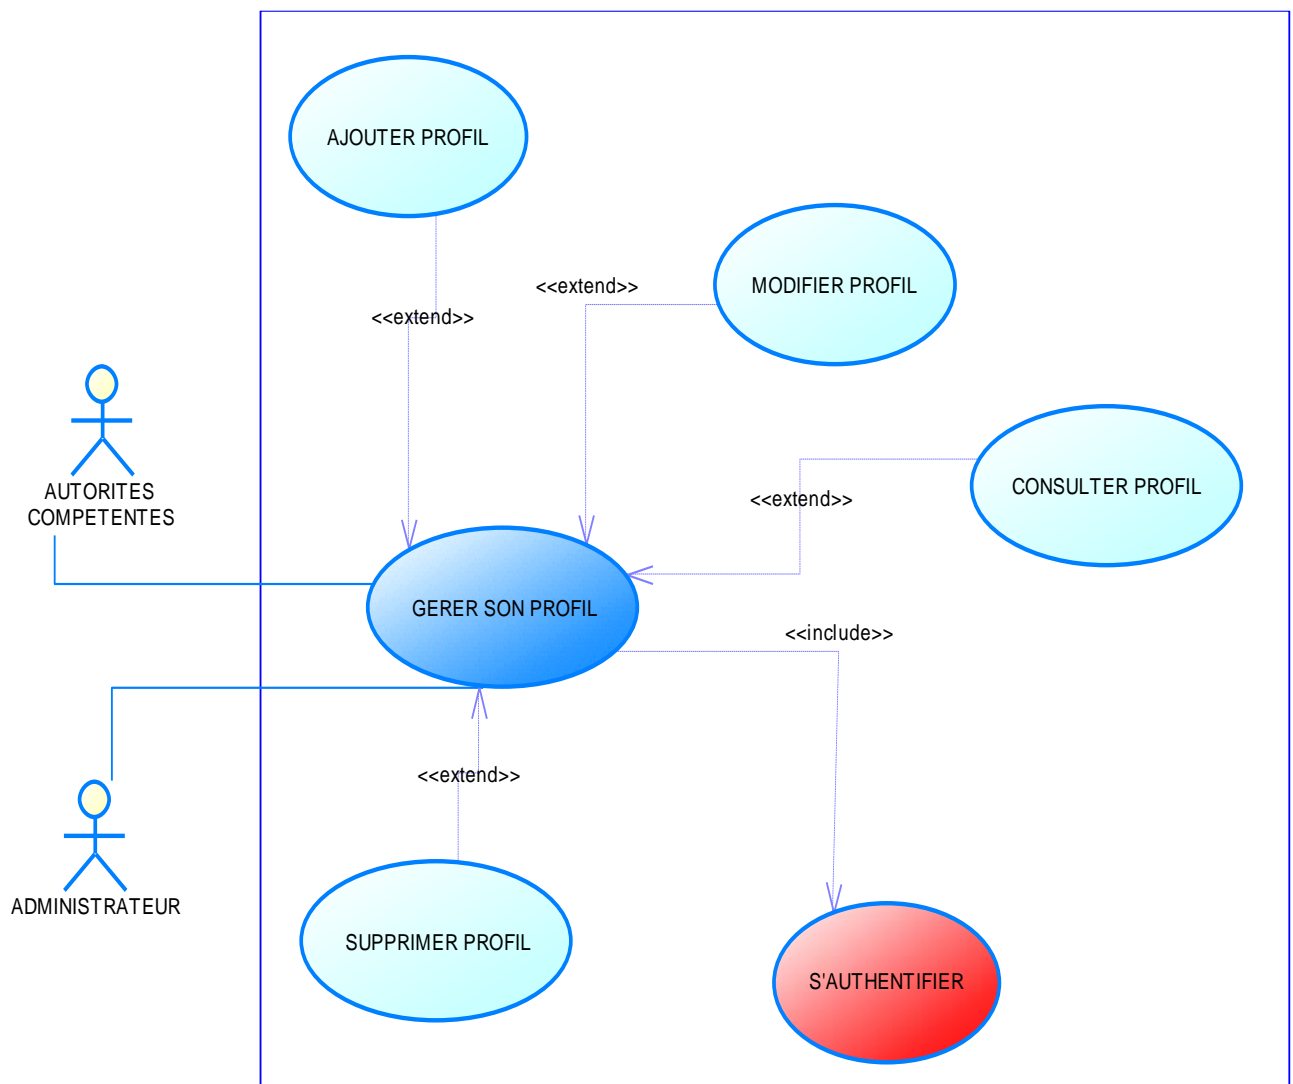 AJOUTER PROFIL
MODIFIER PROFIL
<<extend>>
<<extend>>
CONSULTER PROFIL
<<extend>>
AUTORITES
COMPETENTES
GERER SON PROFIL
<<include>>
<<extend>>
ADMINISTRATEUR
SUPPRIMER PROFIL
S'AUTHENTIFIER